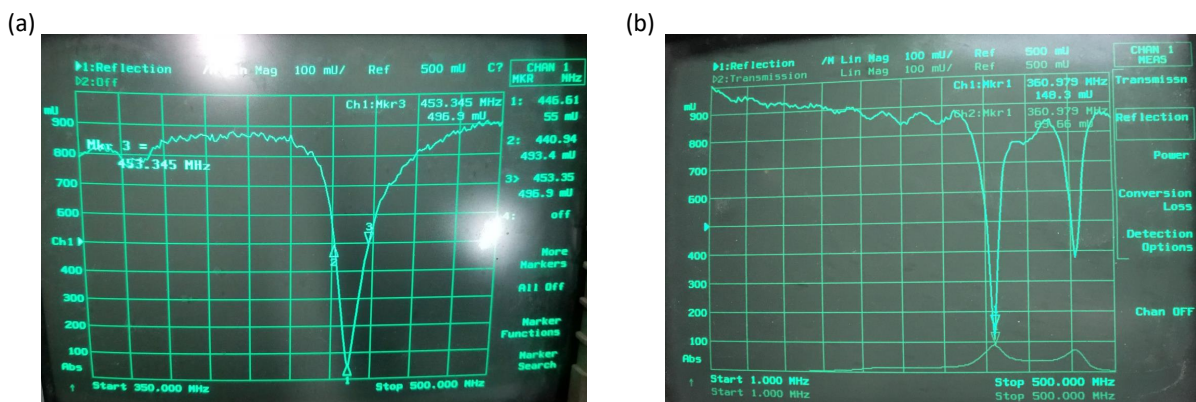 (a)
1:Reflection /M Lin Mag 100 mU/ Ref 500 mU C?
2:Off
CHAN 1
MKR MHz
mU
Ch1:Mkr3 453.345 MHz
496.9 mU
Mkr 3 =
453.345 MHz
1: 446.61
55 mU
2: 440.94
493.4 mU
3> 453.35
496.9 mU
4: off
More
Markers
All Off
Marker
Functions
Marker
Search
900
800
700
600
Ch1
400
300
200
100
Abs
3
2
1
Start 350.000 MHz Stop 500.000 MHz
(b)
1:Reflection /M Lin Mag 100 mU/ Ref 500 mU
2:Transmission Lin Mag 100 mU/ Ref 500 mU
CHAN 1
MEAS
Ch1:Mkr1 360.979 MHz
148.3 mU
Ch2:Mkr1 360.979 MHz
mU
Transmissn
Reflection
Power
Conversion
Loss
Detection
Options
Chan OFF
mU
900
800
700
600
400
300
200
100
Abs
Start 1.000 MHz Stop 500.000 MHz
Start 1.000 MHz Stop 500.000 MHz